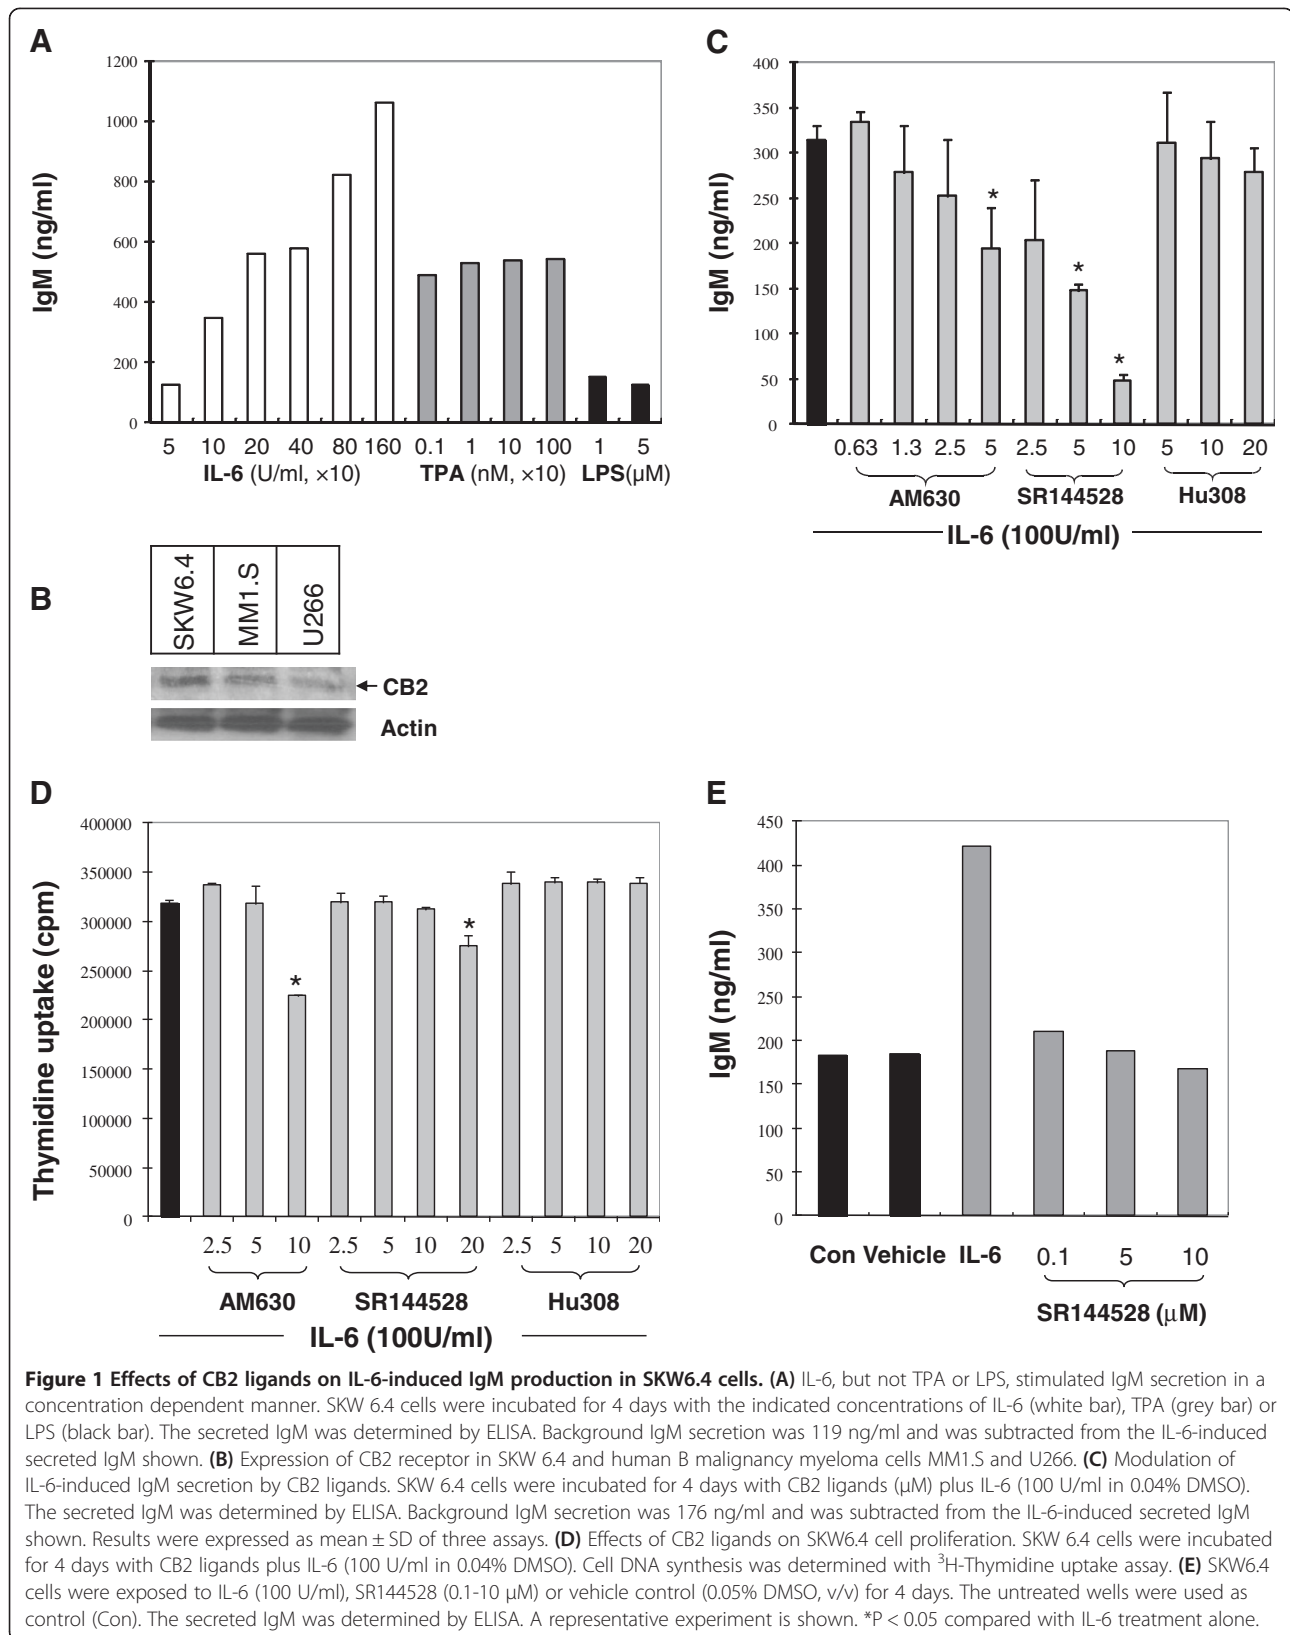 A
1200
1000
800
600
400
200
0
IgM (ng/ml)
5 10 20 40 80 160 0.1 1 10 100 1 5
IL-6 (U/ml, ×10) TPA (nM, ×10) LPS(µM)
C
400
350
300
250
200
150
100
50
0
IgM (ng/ml)
* * *
0.63 1.3 2.5 5 2.5 5 10 5 10 20
AM630 SR144528 Hu308
IL-6 (100U/ml)
B
SKW6.4
MM1.S
U266
CB2
Actin
D
400000
350000
300000
250000
200000
150000
100000
50000
0
Thymidine uptake (cpm)
* *
2.5 5 10 2.5 5 10 20 2.5 5 10 20
AM630 SR144528 Hu308
IL-6 (100U/ml)
E
450
400
350
300
250
200
150
100
50
0
IgM (ng/ml)
Con Vehicle IL-6 0.1 5 10
SR144528 (µM)
Figure 1 Effects of CB2 ligands on IL-6-induced IgM production in SKW6.4 cells. (A) IL-6, but not TPA or LPS, stimulated IgM secretion in a
concentration dependent manner. SKW 6.4 cells were incubated for 4 days with the indicated concentrations of IL-6 (white bar), TPA (grey bar) or
LPS (black bar). The secreted IgM was determined by ELISA. Background IgM secretion was 119 ng/ml and was subtracted from the IL-6-induced
secreted IgM shown. (B) Expression of CB2 receptor in SKW 6.4 and human B malignancy myeloma cells MM1.S and U266. (C) Modulation of
IL-6-induced IgM secretion by CB2 ligands. SKW 6.4 cells were incubated for 4 days with CB2 ligands (µM) plus IL-6 (100 U/ml in 0.04% DMSO).
The secreted IgM was determined by ELISA. Background IgM secretion was 176 ng/ml and was subtracted from the IL-6-induced secreted IgM
shown. Results were expressed as mean ± SD of three assays. (D) Effects of CB2 ligands on SKW6.4 cell proliferation. SKW 6.4 cells were incubated
for 4 days with CB2 ligands plus IL-6 (100 U/ml in 0.04% DMSO). Cell DNA synthesis was determined with ³H-Thymidine uptake assay. (E) SKW6.4
cells were exposed to IL-6 (100 U/ml), SR144528 (0.1-10 µM) or vehicle control (0.05% DMSO, v/v) for 4 days. The untreated wells were used as
control (Con). The secreted IgM was determined by ELISA. A representative experiment is shown. *P < 0.05 compared with IL-6 treatment alone.